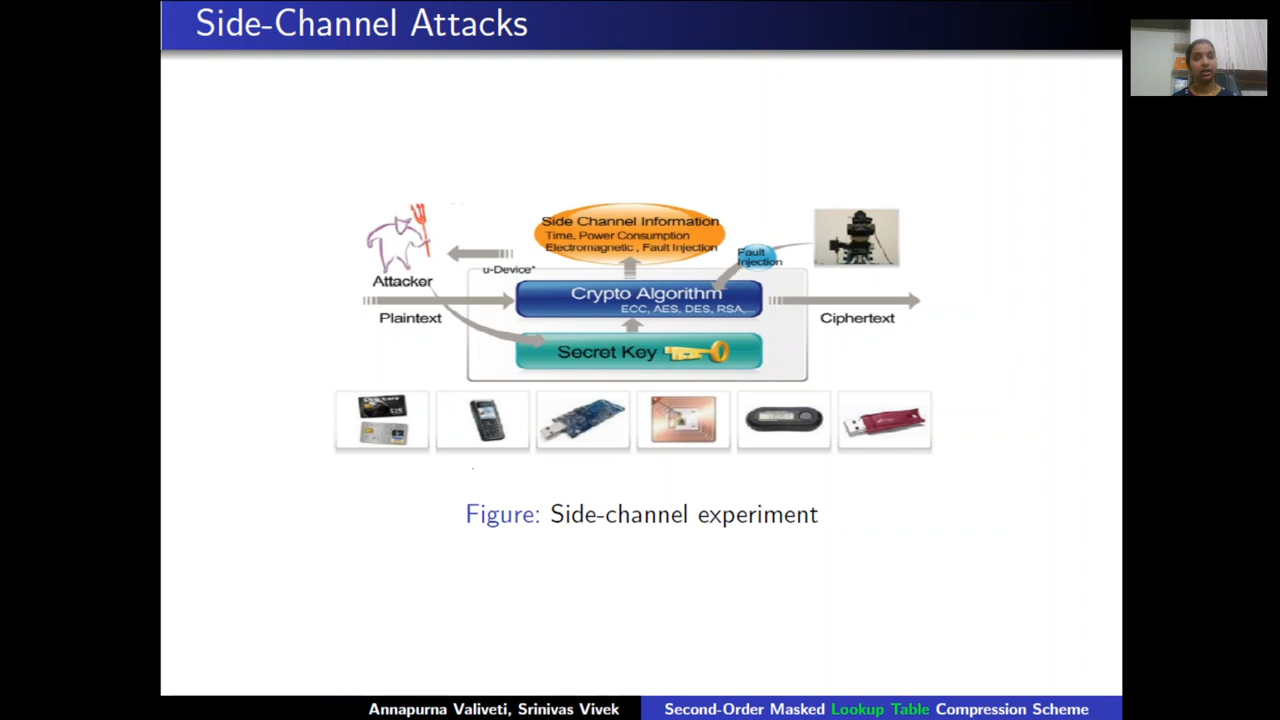 Side-Channel Attacks
Side Channel Information
Time, Power Consumption
Electromagnetic , Fault Injection
Fault
Injection
u-Device*
Attacker
Crypto Algorithm
ECC, AES, DES, RSA,...
Plaintext
Ciphertext
Secret Key
Figure: Side-channel experiment
Annapurna Valiveti, Srinivas Vivek
Second-Order Masked Lookup Table Compression Scheme